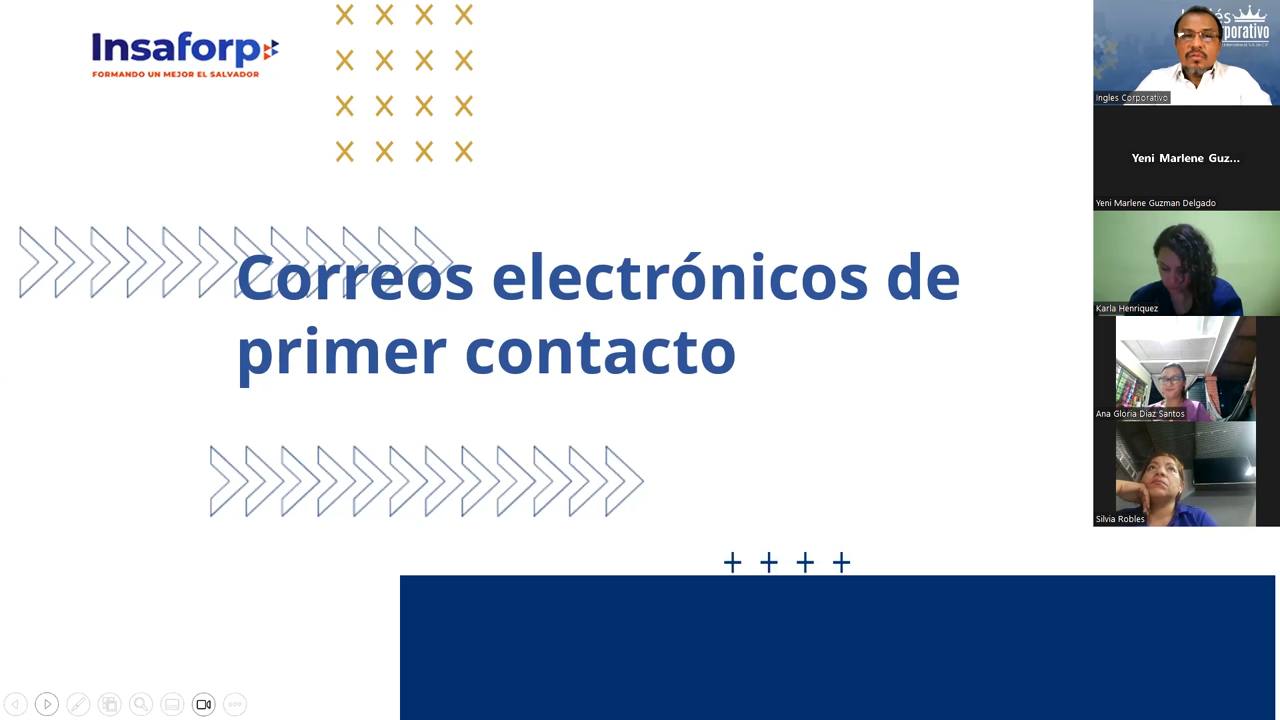 Insaforp
FORMANDO UN MEJOR EL SALVADOR
Correos electrónicos de
primer contacto
Ingles Corporativo
Yeni Marlene Guz...
Yeni Marlene Guzman Delgado
Karla Henriquez
Ana Gloria Diaz Santos
Silvia Robles